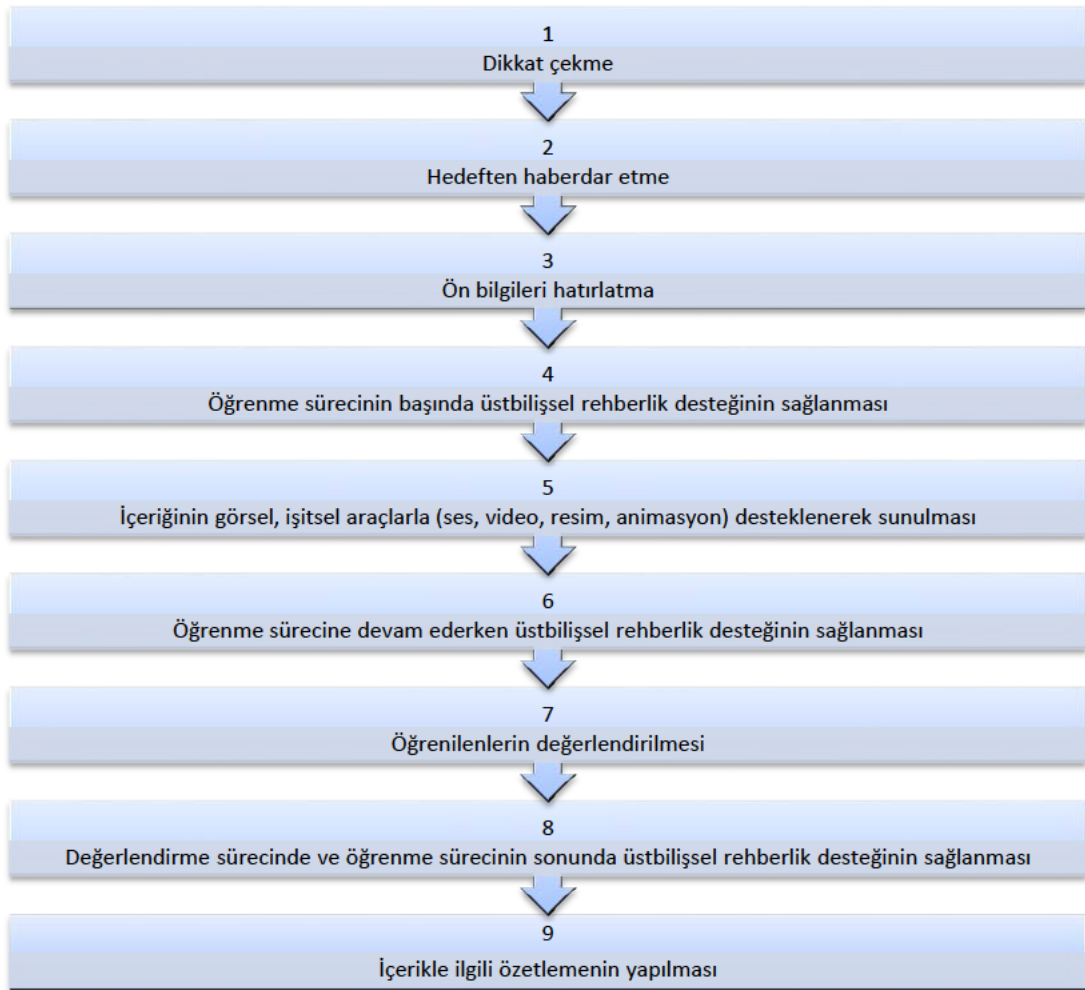 1
Dikkat çekme
2
Hedeften haberdar etme
3
Ön bilgileri hatırlatma
4
Öğrenme sürecinin başında üstbilişsel rehberlik desteğinin sağlanması
5
İçeriğinin görsel, işitsel araçlarla (ses, video, resim, animasyon) desteklenerek sunulması
6
Öğrenme sürecine devam ederken üstbilişsel rehberlik desteğinin sağlanması
7
Öğrenilenlerin değerlendirilmesi
8
Değerlendirme sürecinde ve öğrenme sürecinin sonunda üstbilişsel rehberlik desteğinin sağlanması
9
İçerikle ilgili özetlemenin yapılması